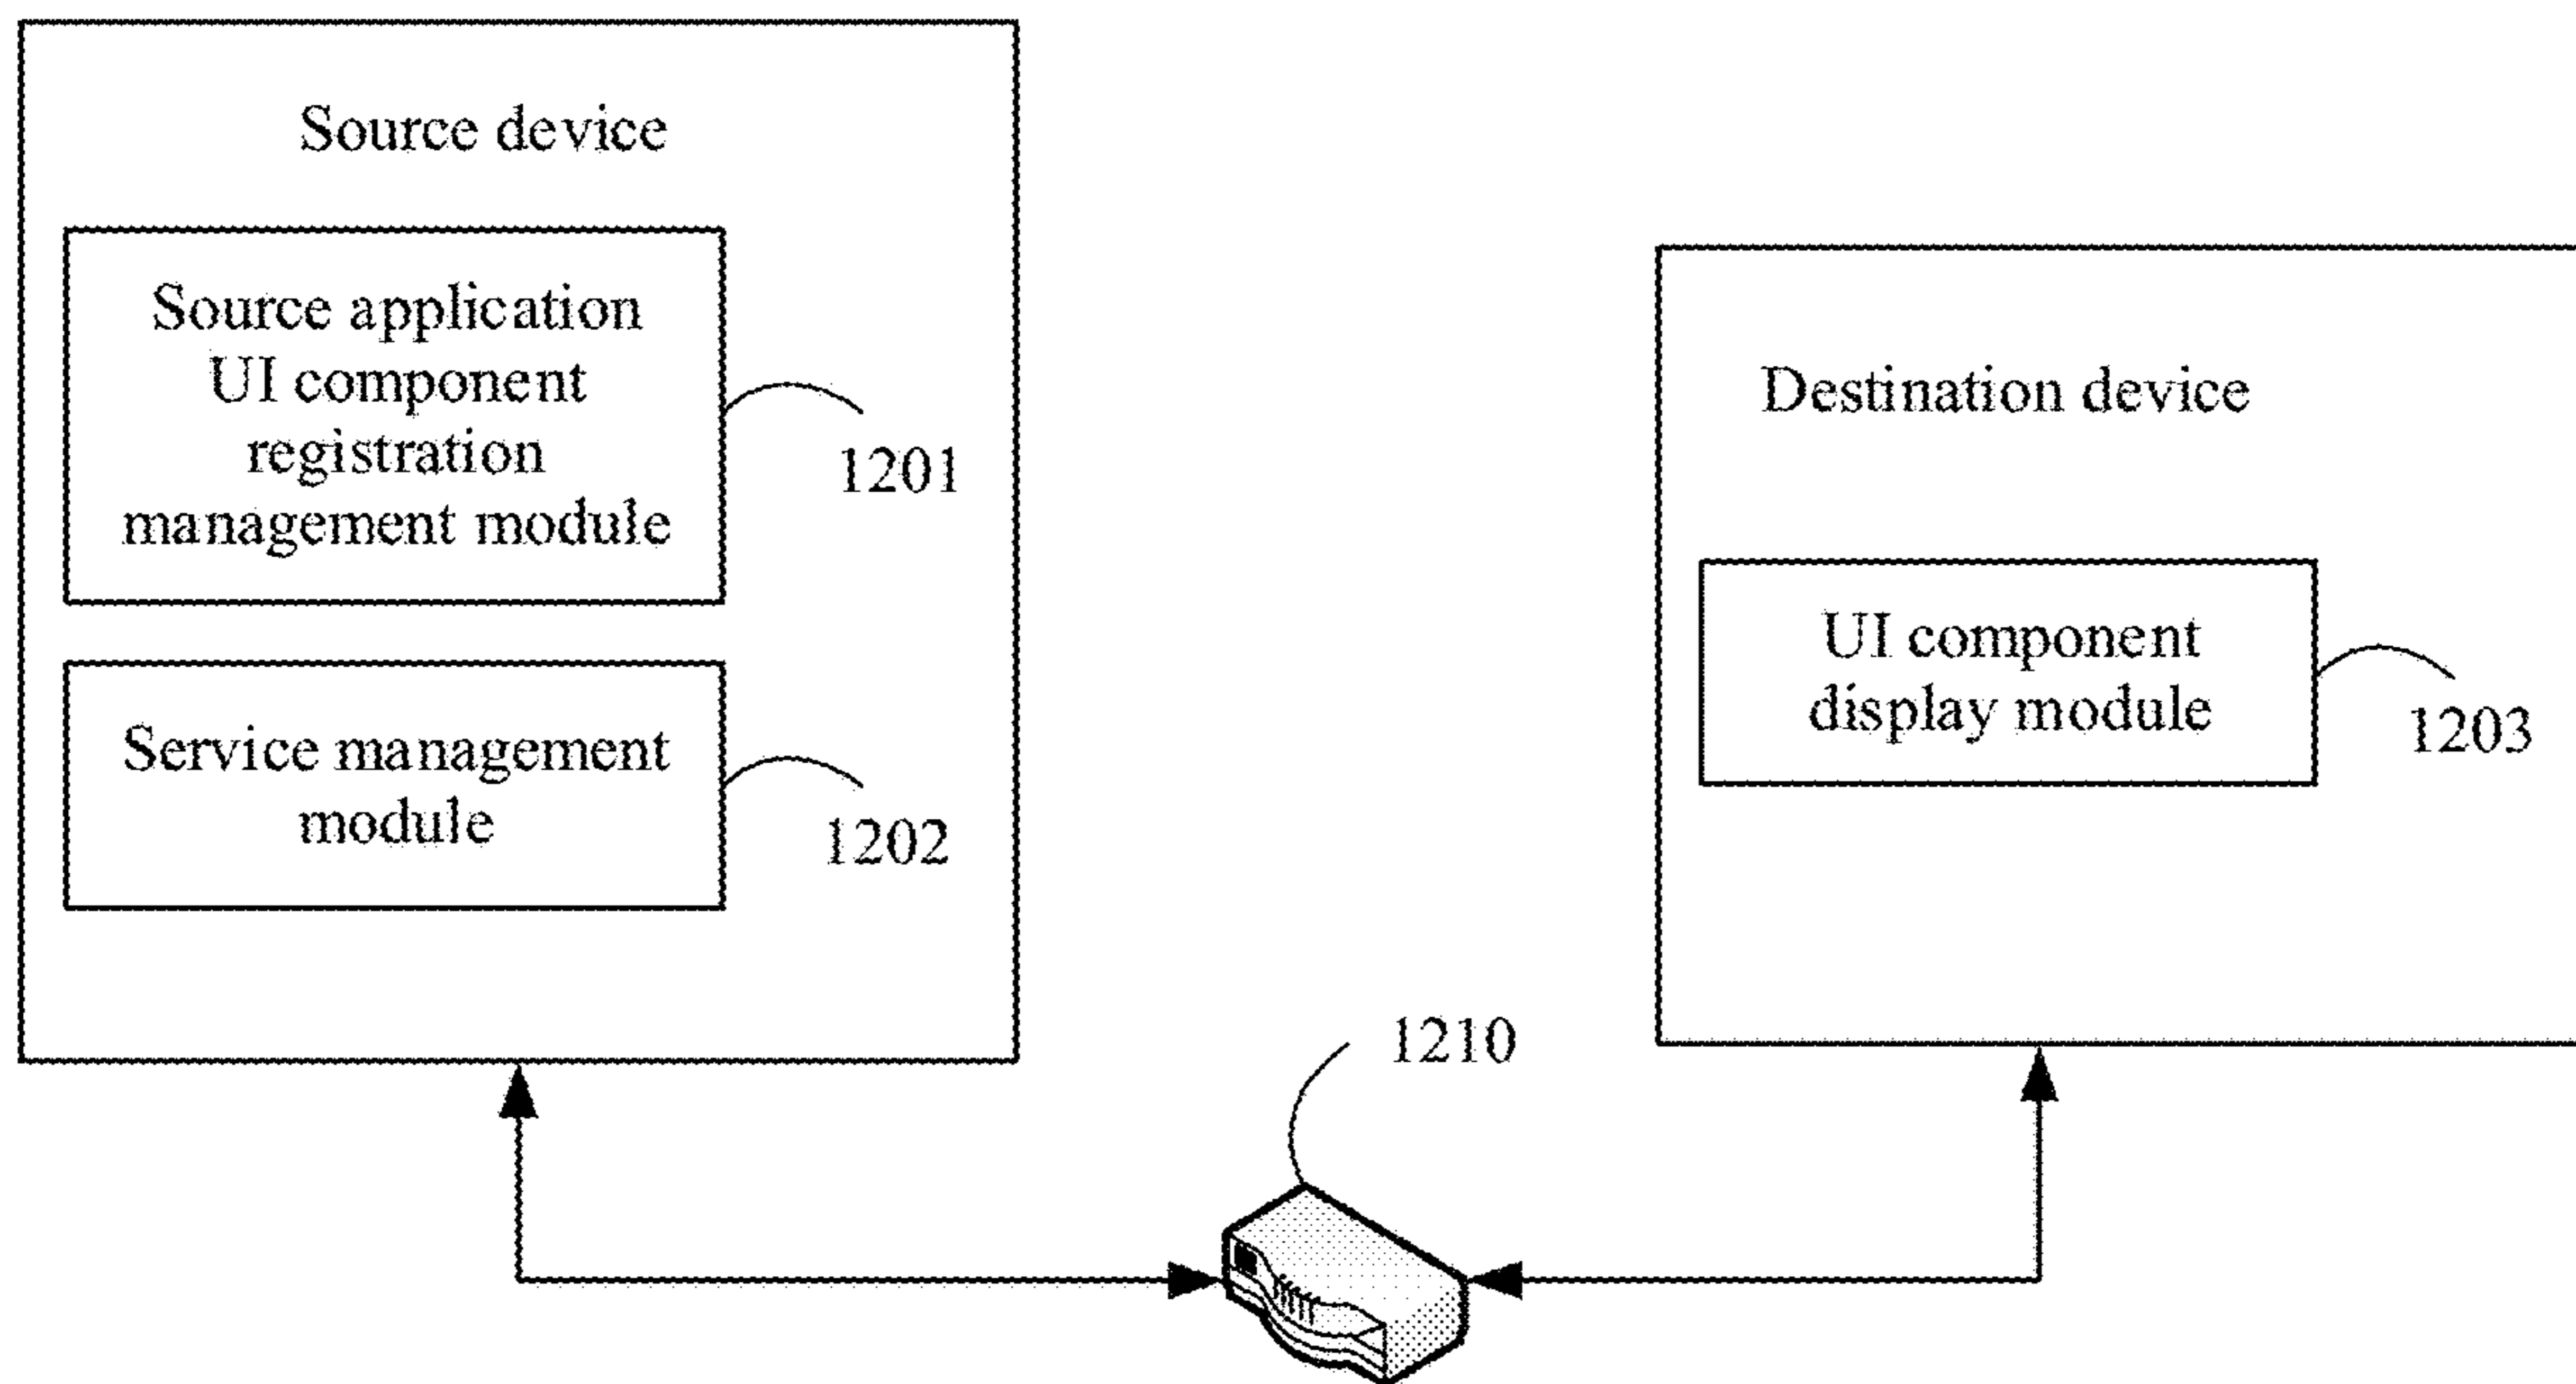 Source device
Source application
UI component
registration
management module
1201
Service management
module
1202
Destination device
UI component
display module
1203
1210